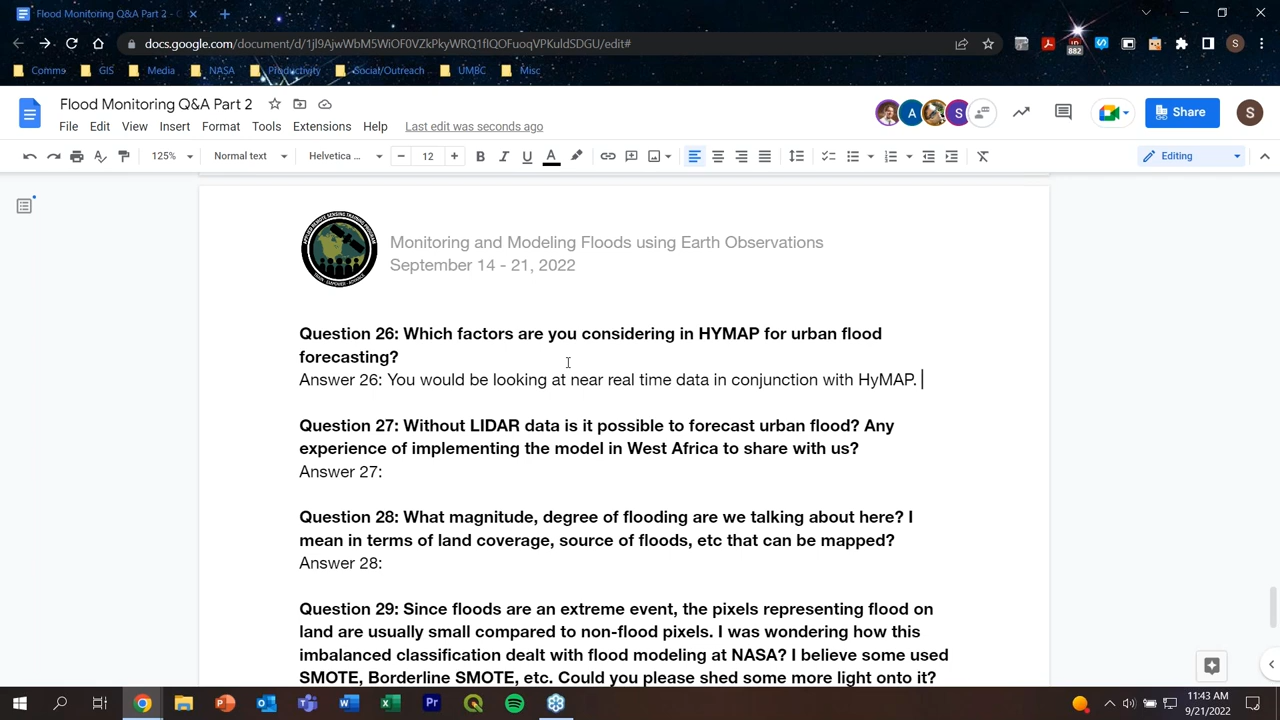 Flood Monitoring Q&A Part 2 - G
docs.google.com/document/d/1jl9AjwWbM5WiOF0VZkPkyWRQ1fIQOFuoqVPKuldSDGU/edit#
882
S
Comms
GIS
Media
NASA
Productivity
Social/Outreach
UMBC
Misc
Flood Monitoring Q&A Part 2
A
S
Share
S
File Edit View Insert Format Tools Extensions Help Last edit was seconds ago
125% Normal text Helvetica ... 12 B I U A Editing
Monitoring and Modeling Floods using Earth Observations
September 14 - 21, 2022
Question 26: Which factors are you considering in HYMAP for urban flood
forecasting?
Answer 26: You would be looking at near real time data in conjunction with HyMAP.
Question 27: Without LIDAR data is it possible to forecast urban flood? Any
experience of implementing the model in West Africa to share with us?
Answer 27:
Question 28: What magnitude, degree of flooding are we talking about here? I
mean in terms of land coverage, source of floods, etc that can be mapped?
Answer 28:
Question 29: Since floods are an extreme event, the pixels representing flood on
land are usually small compared to non-flood pixels. I was wondering how this
imbalanced classification dealt with flood modeling at NASA? I believe some used
SMOTE, Borderline SMOTE, etc. Could you please shed some more light onto it?
11:43 AM
9/21/2022